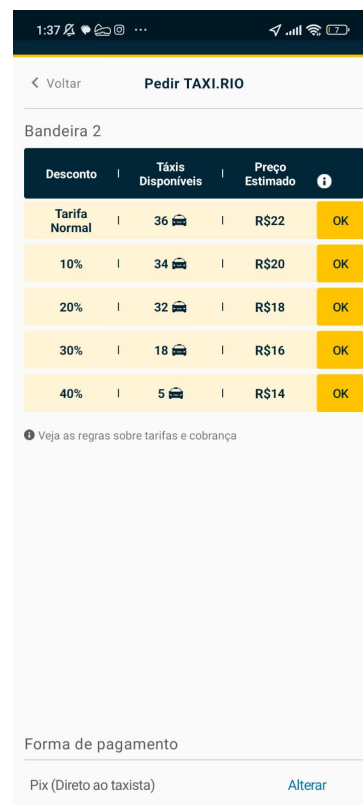 1:37
7
Voltar
Pedir TAXI.RIO
Bandeira 2
Desconto | Táxis Disponíveis | Preço Estimado
Tarifa Normal | 36 | R$22 OK
10% | 34 | R$20 OK
20% | 32 | R$18 OK
30% | 18 | R$16 OK
40% | 5 | R$14 OK
Veja as regras sobre tarifas e cobrança
Forma de pagamento
Pix (Direto ao taxista) Alterar